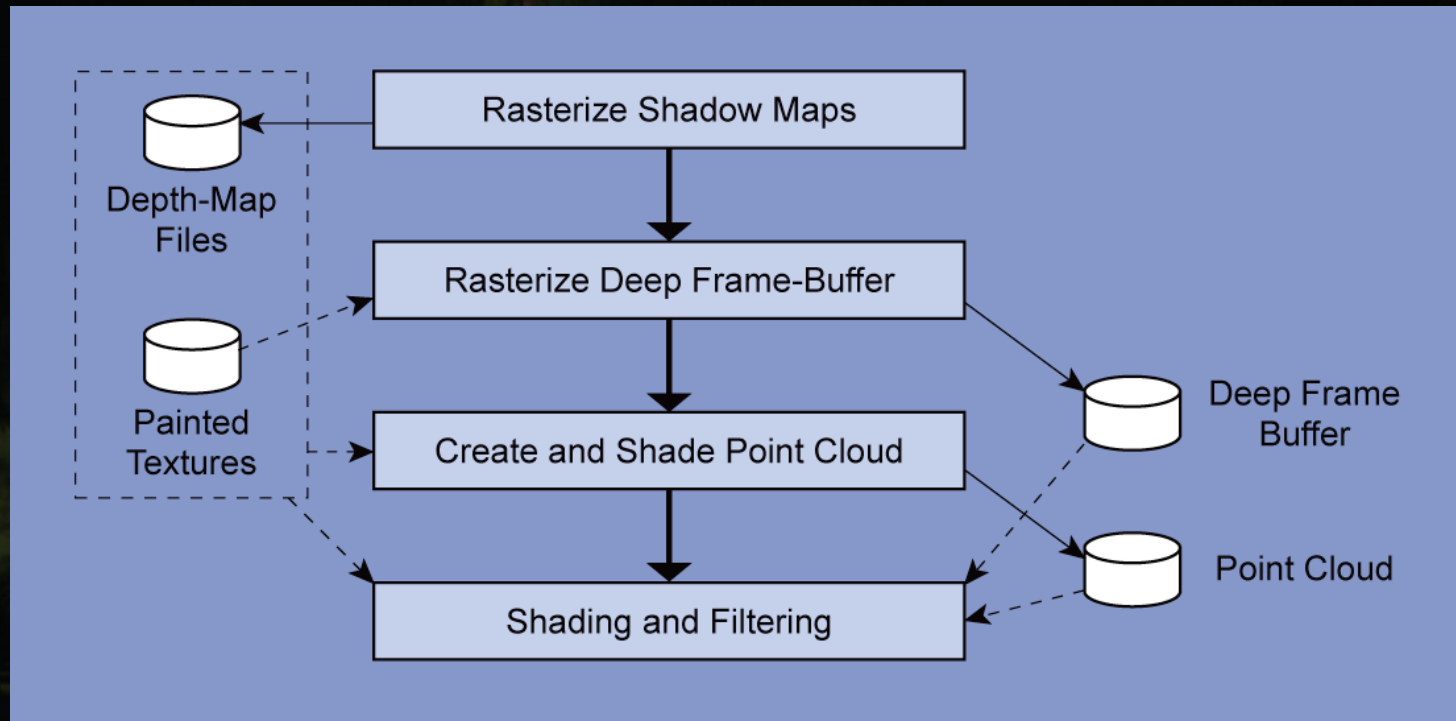 Rasterize Shadow Maps
Depth-Map
Files
Rasterize Deep Frame-Buffer
Painted
Textures
Deep Frame
Buffer
Create and Shade Point Cloud
Point Cloud
Shading and Filtering